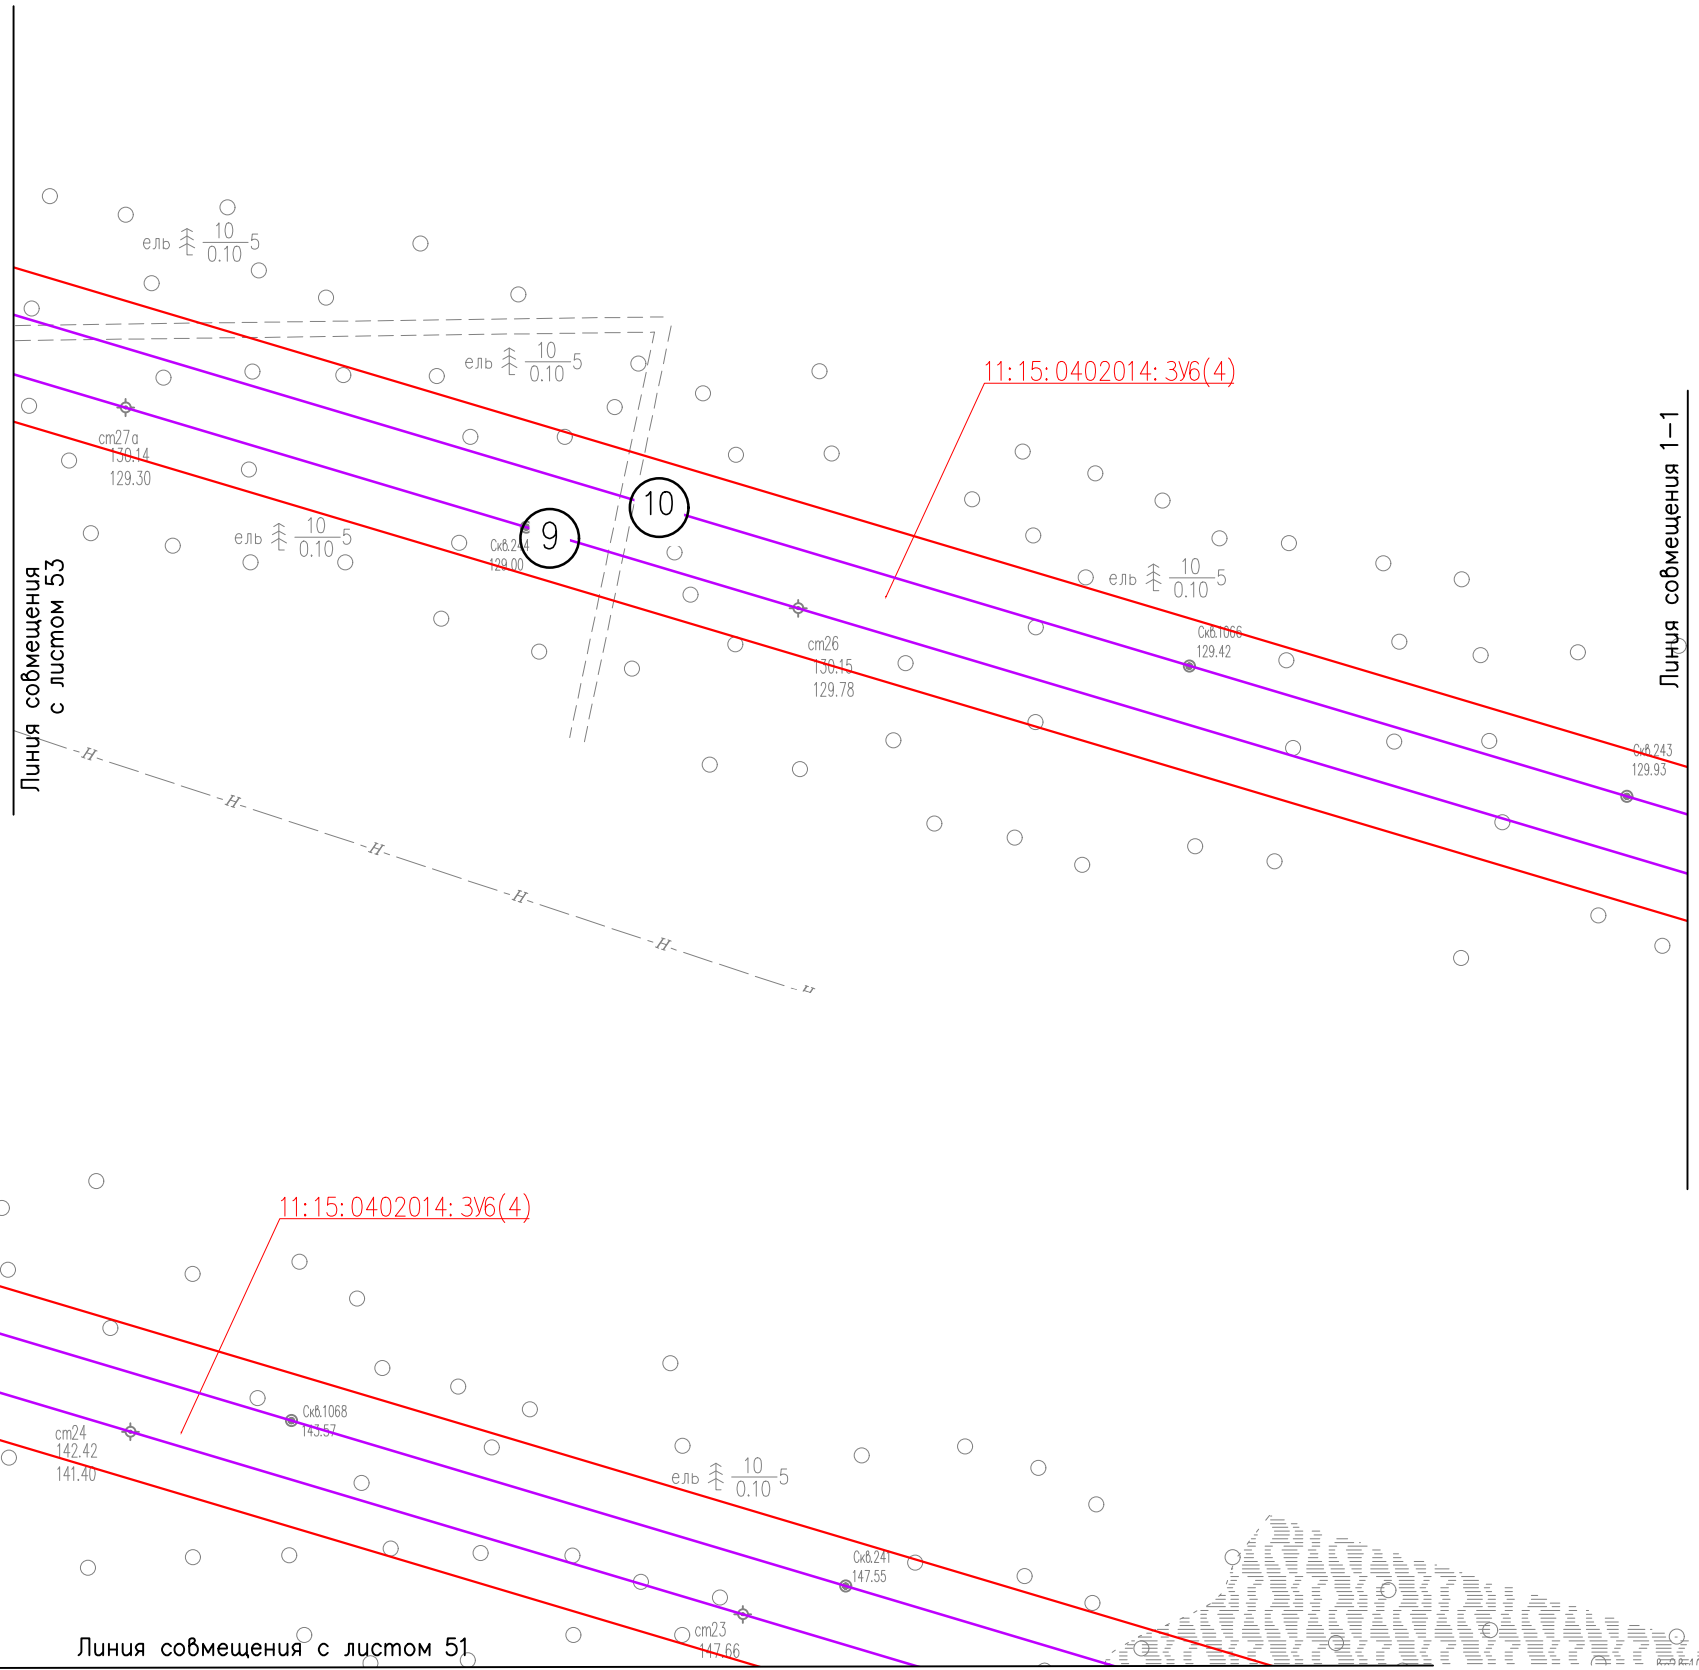 ель 10 5
0.10
ель 10 5
0.10
11:15:0402014:ЗУ6(4)
Линия совмещения 1-1
ст27а
130.14
129.30
10
9
ель 10 5
0.10
Скв.244
129.00
ель 10 5
0.10
Линия совмещения
с листом 53
Скв.1066
129.42
ст26
130.15
129.78
Скв.243
129.93
Н
Н
Н
Н
Н
Н
11:15:0402014:ЗУ6(4)
Скв.1068
143.57
ст24
142.42
141.40
ель 10 5
0.10
Скв.241
147.55
ст23
147.66
Линия совмещения с листом 51